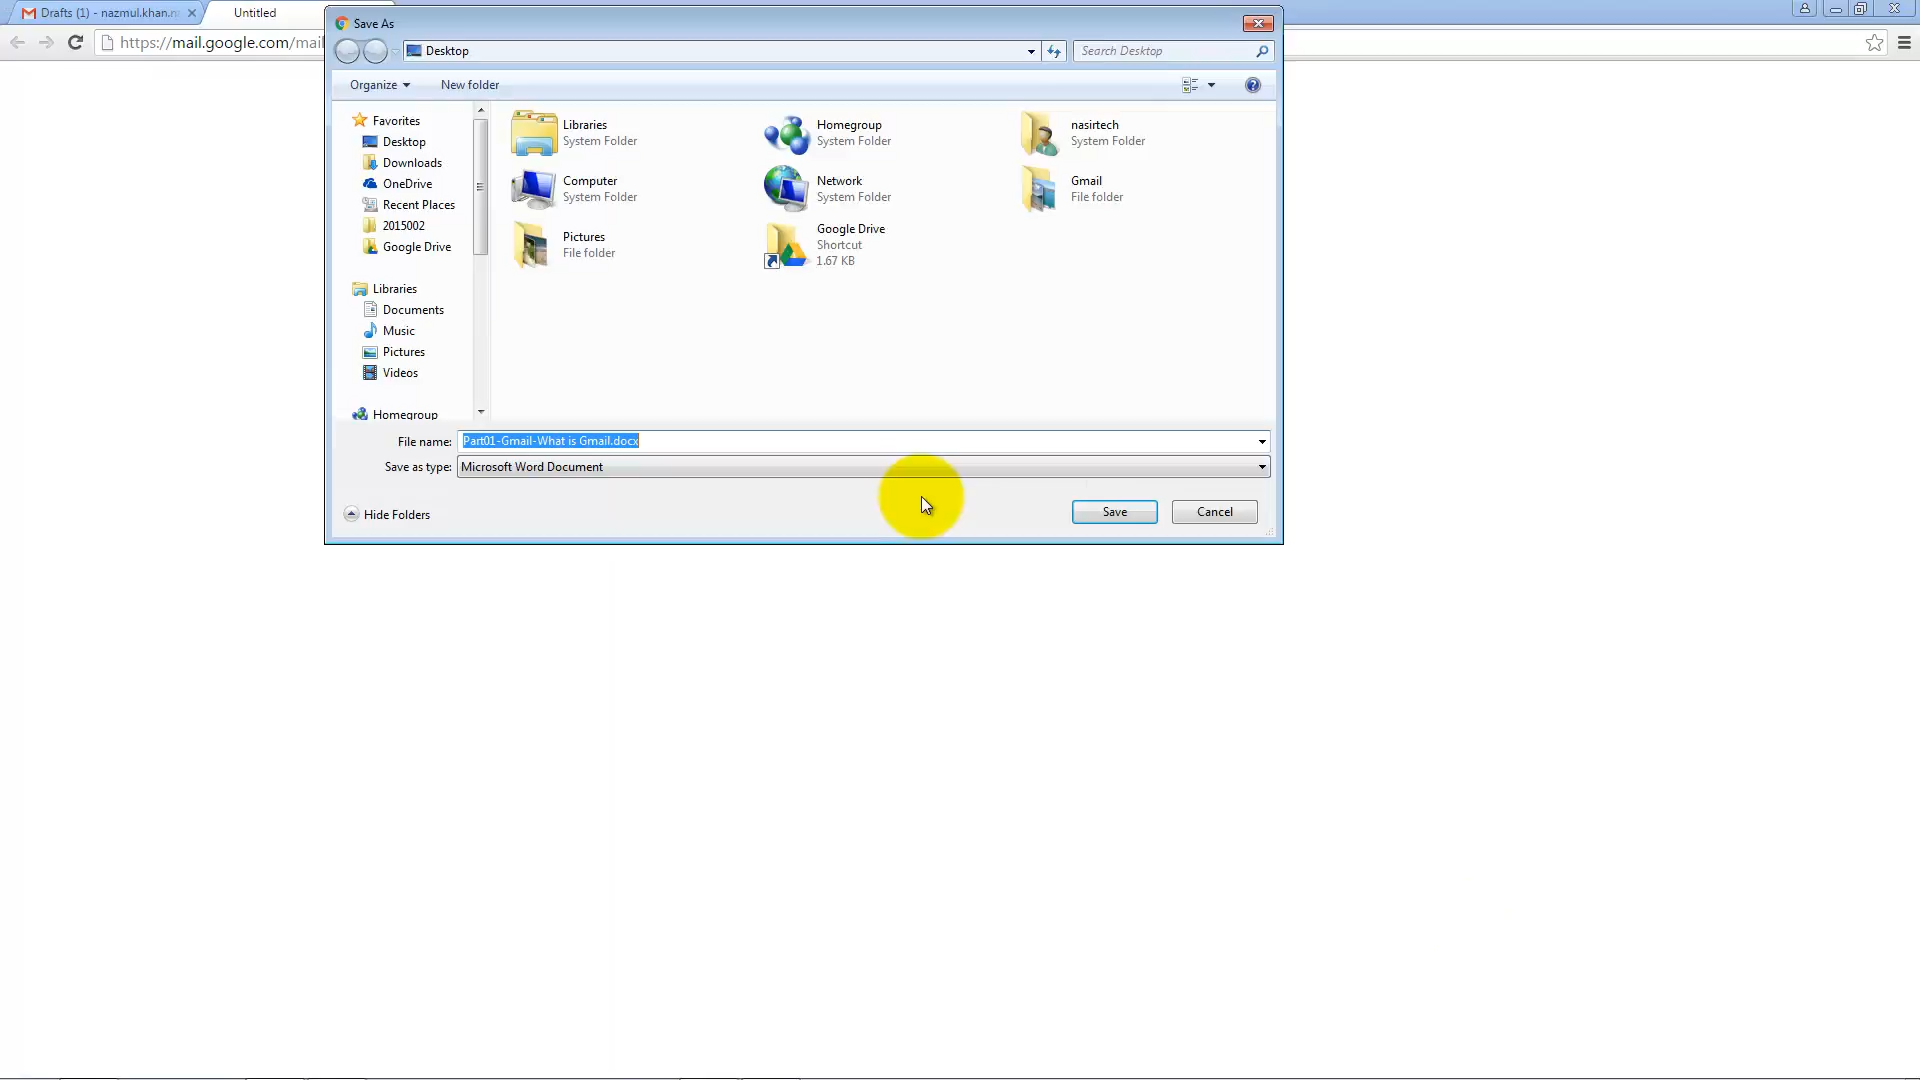 Drafts (1) - nazmul.khan.n
Untitled
https://mail.google.com/mail
Save As
Desktop
Search Desktop
Organize
New folder
Favorites
Desktop
Downloads
OneDrive
Recent Places
2015002
Google Drive
Libraries
Documents
Music
Pictures
Videos
Homegroup
Libraries
System Folder
Homegroup
System Folder
nasirtech
System Folder
Computer
System Folder
Network
System Folder
Gmail
File folder
Pictures
File folder
Google Drive
Shortcut
1.67 KB
File name: Part01-Gmail-What is Gmail.docx
Save as type: Microsoft Word Document
Hide Folders
Save
Cancel